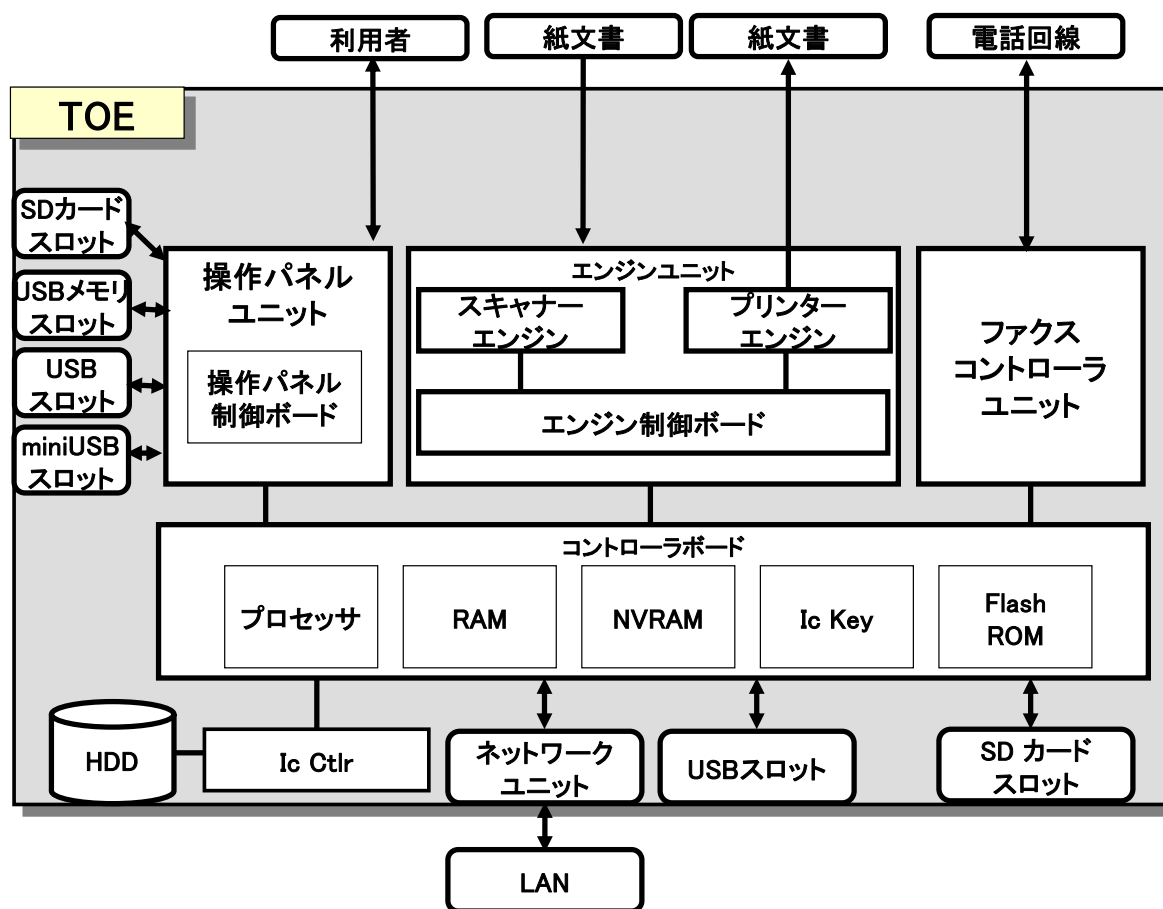 利用者
紙文書
紙文書
電話回線
TOE
SDカード
スロット
USBメモリ
スロット
USB
スロット
miniUSB
スロット
操作パネル
ユニット
操作パネル
制御ボード
エンジンユニット
スキャナー
エンジン
プリンター
エンジン
エンジン制御ボード
ファクス
コントローラ
ユニット
コントローラボード
プロセッサ
RAM
NVRAM
Ic Key
Flash
ROM
HDD
Ic Ctlr
ネットワーク
ユニット
USBスロット
SD カード
スロット
LAN